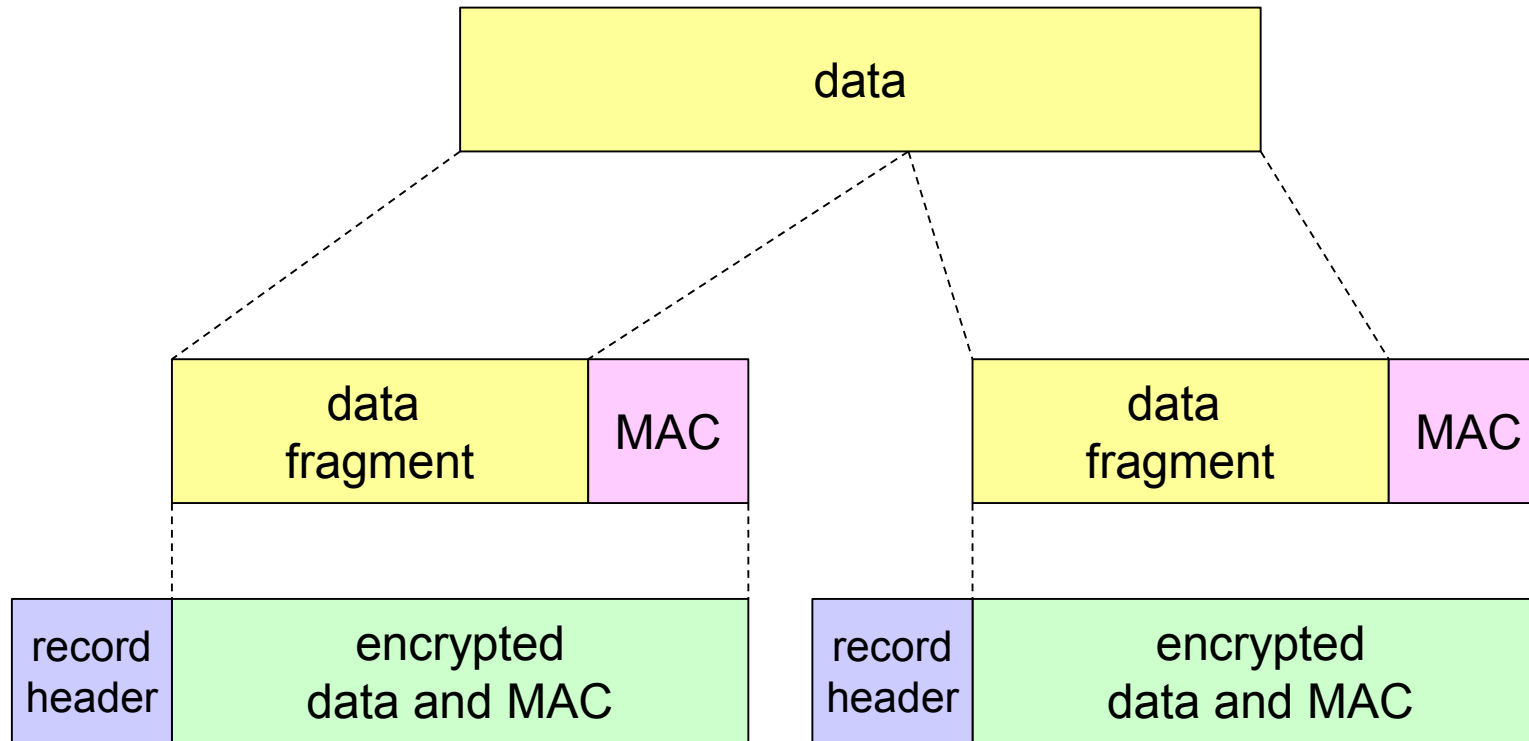 data
data
fragment
MAC
data
fragment
MAC
record
header
encrypted
data and MAC
record
header
encrypted
data and MAC